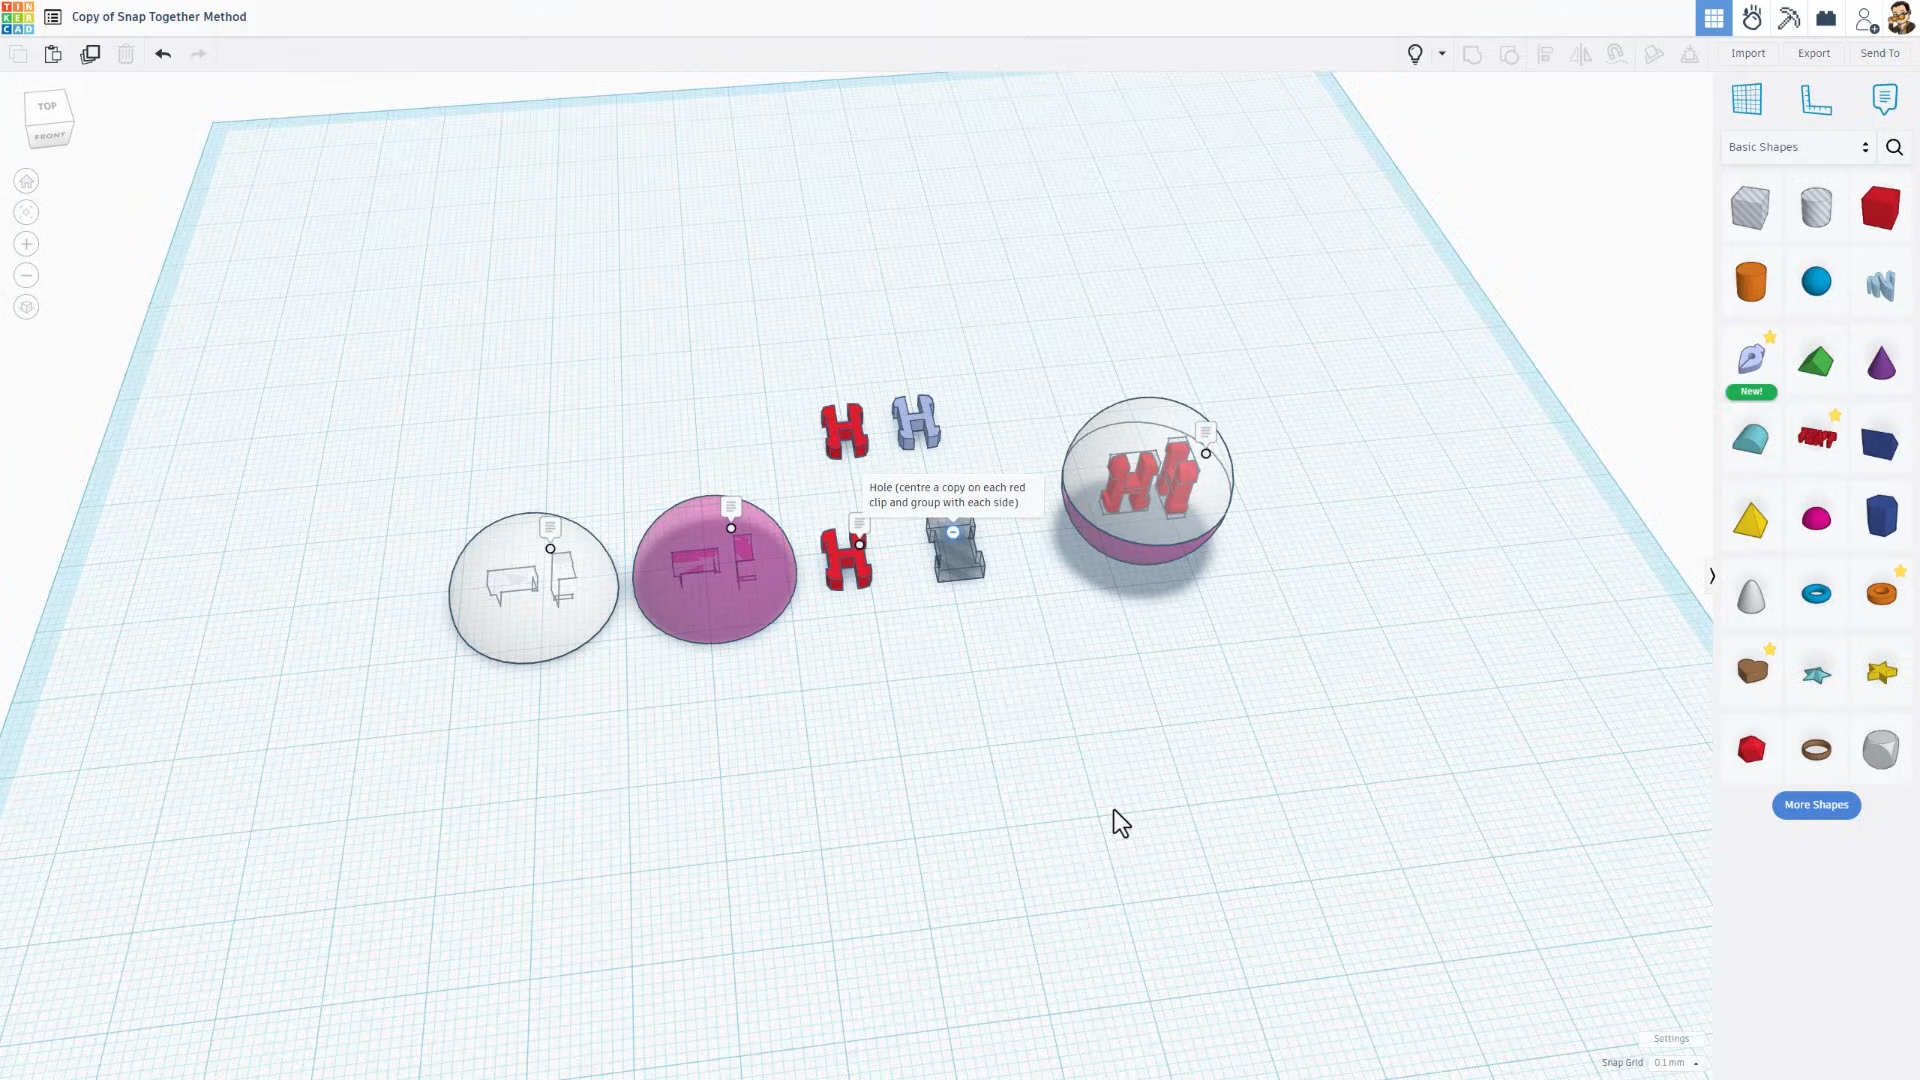 TIN
KER
CAD
Copy of Snap Together Method
Import
Export
Send To
TOP
FRONT
Basic Shapes
New!
TEXT
Hole (centre a copy on each red
clip and group with each side)
More Shapes
Settings
Snap Grid 0.1 mm